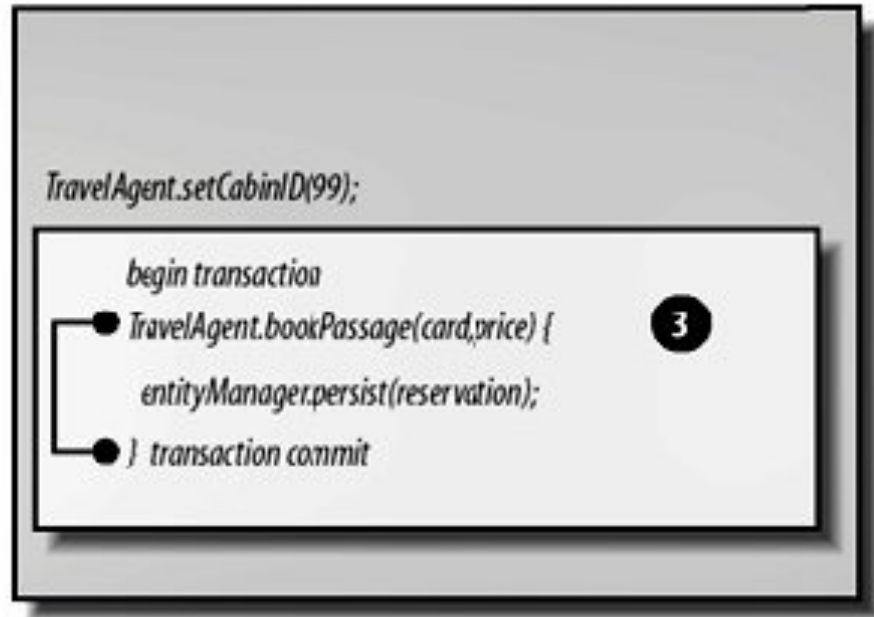 TravelAgent.setCabinID(99);
begin transaction
TravelAgent.bookPassage(card,price) { 3
entityManager.persist(reservation);
} transaction commit